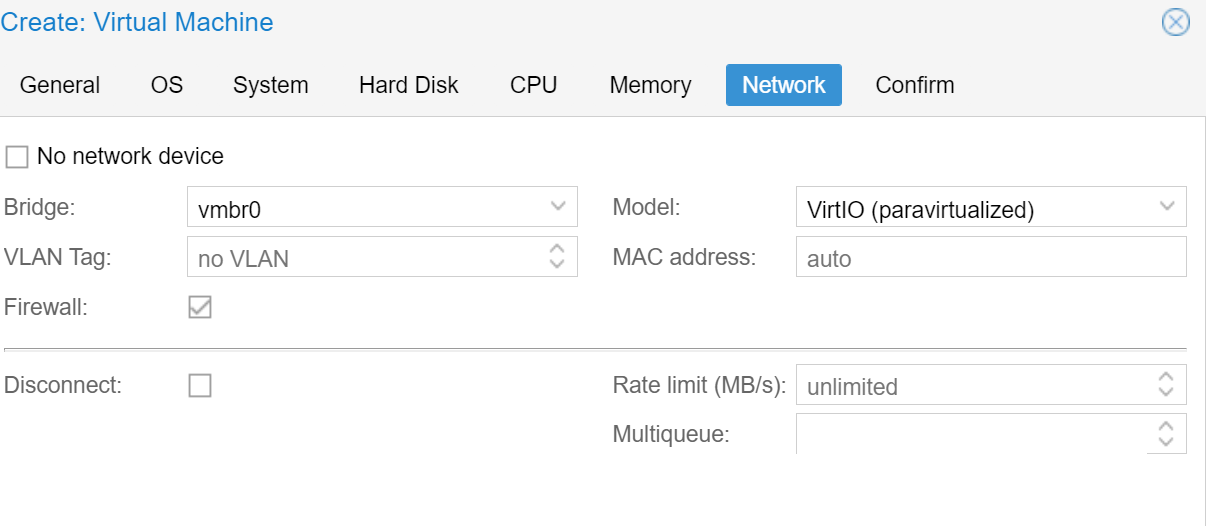 Create: Virtual Machine
General OS System Hard Disk CPU Memory Network Confirm
No network device
Bridge: vmbr0 Model: VirtIO (paravirtualized)
VLAN Tag: no VLAN MAC address: auto
Firewall:
Disconnect: Rate limit (MB/s): unlimited
Multiqueue: